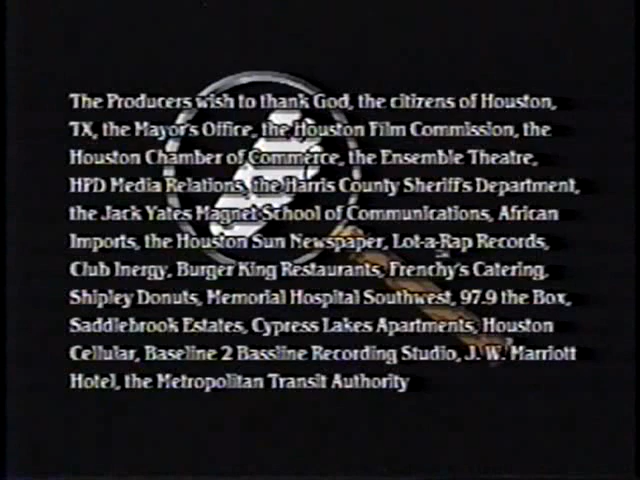 The Producers wish to thank God, the citizens of Houston,
TX, the Mayor's Office, the Houston Film Commission, the
Houston Chamber of Commerce, the Ensemble Theatre,
HPD Media Relations, the Harris County Sheriff's Department,
the Jack Yates Magnet School of Communications, African
Imports, the Houston Sun Newspaper, Lot-a-Rap Records,
Club Inergy, Burger King Restaurants, Frenchy's Catering,
Shipley Donuts, Memorial Hospital Southwest, 97.9 the Box,
Saddlebrook Estates, Cypress Lakes Apartments, Houston
Cellular, Baseline 2 Bassline Recording Studio, J. W. Marriott
Hotel, the Metropolitan Transit Authority